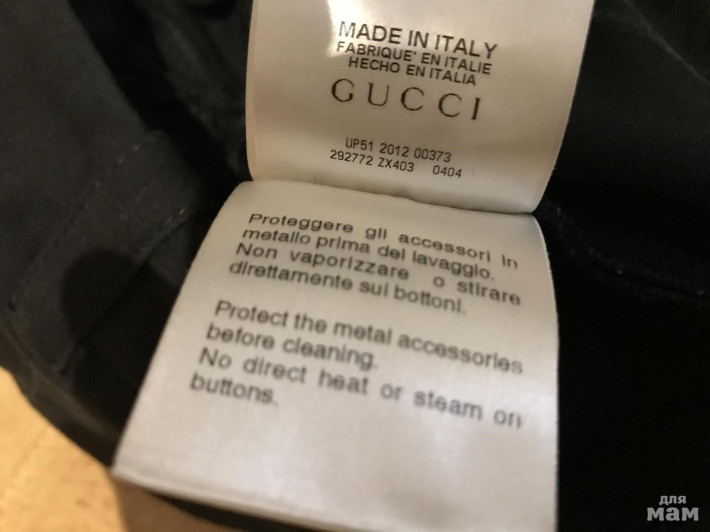 MADE IN ITALY
FABRIQUE' EN ITALIE
HECHO EN ITALIA
GUCCI
UP51 2012 00373
292772 ZX403 0404
Proteggere gli accessori in
metallo prima del lavaggio.
Non vaporizzare o stirare
direttamente sui bottoni.
Protect the metal accessories
before cleaning.
No direct heat or steam on
buttons.
для
мам